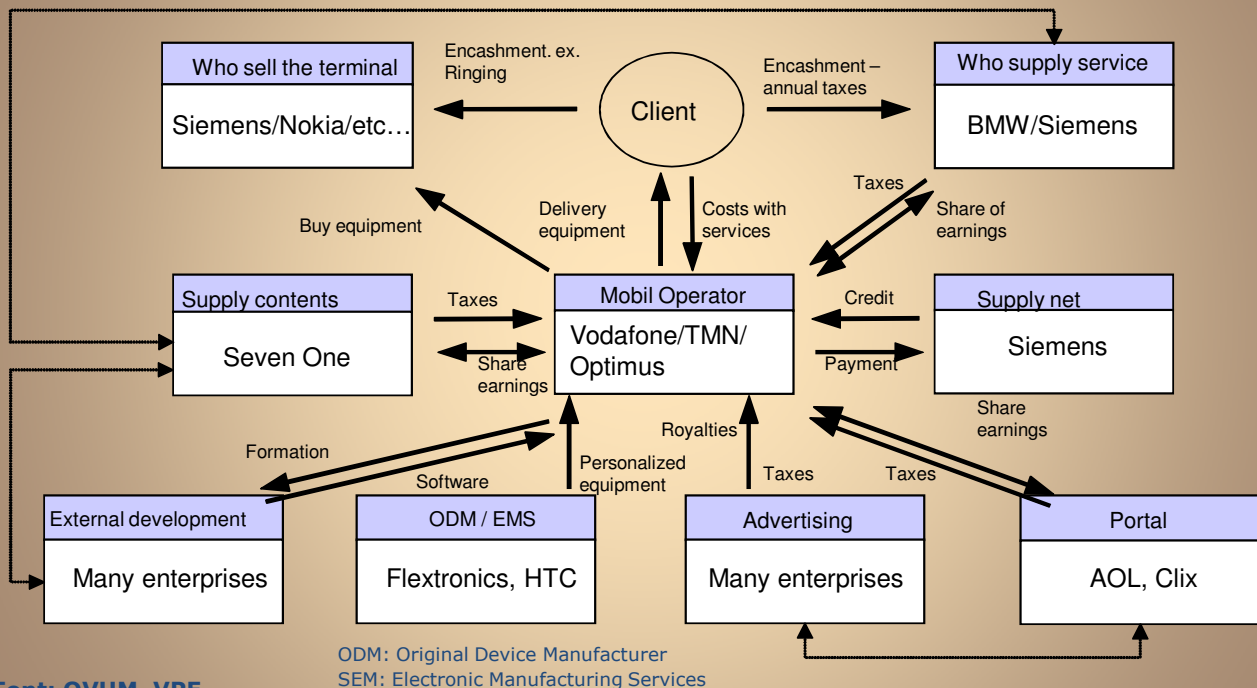 Who sell the terminal
Siemens/Nokia/etc…
Encashment. ex.
Ringing
Client
Encashment –
annual taxes
Who supply service
BMW/Siemens
Buy equipment
Delivery
equipment
Costs with
services
Taxes
Share of
earnings
Supply contents
Seven One
Taxes
Share
earnings
Mobil Operator
Vodafone/TMN/
Optimus
Credit
Payment
Supply net
Siemens
Formation
Software
Personalized
equipment
Royalties
Taxes
Share
earnings
Taxes
External development
Many enterprises
ODM / EMS
Flextronics, HTC
Advertising
Many enterprises
Portal
AOL, Clix
ODM: Original Device Manufacturer
SEM: Electronic Manufacturing Services